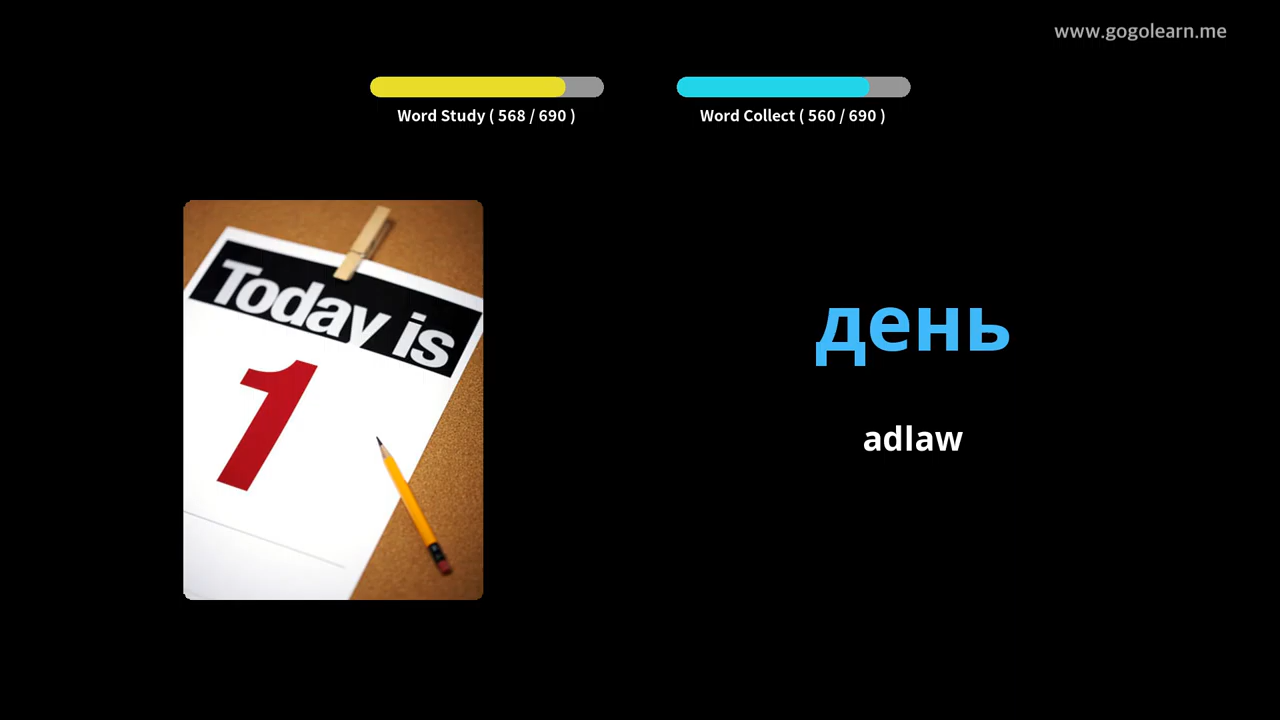 www.gogolearn.me
Word Study ( 568 / 690 )
Word Collect ( 560 / 690 )
Today is
1
день
adlaw